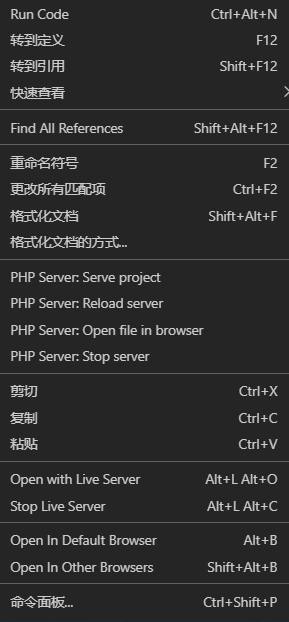 Run Code Ctrl+Alt+N
转到定义 F12
转到引用 Shift+F12
快速查看
Find All References Shift+Alt+F12
重命名符号 F2
更改所有匹配项 Ctrl+F2
格式化文档 Shift+Alt+F
格式化文档的方式...
PHP Server: Serve project
PHP Server: Reload server
PHP Server: Open file in browser
PHP Server: Stop server
剪切 Ctrl+X
复制 Ctrl+C
粘贴 Ctrl+V
Open with Live Server Alt+L Alt+O
Stop Live Server Alt+L Alt+C
Open In Default Browser Alt+B
Open In Other Browsers Shift+Alt+B
命令面板... Ctrl+Shift+P